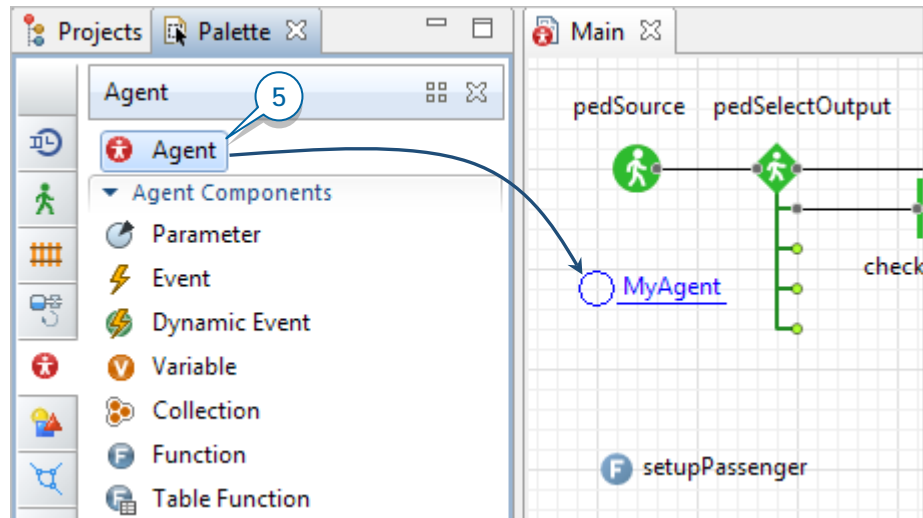 Projects
Palette
Agent
5
Agent
Agent Components
Parameter
Event
Dynamic Event
Variable
Collection
Function
Table Function
Main
pedSource
pedSelectOutput
check
MyAgent
setupPassenger